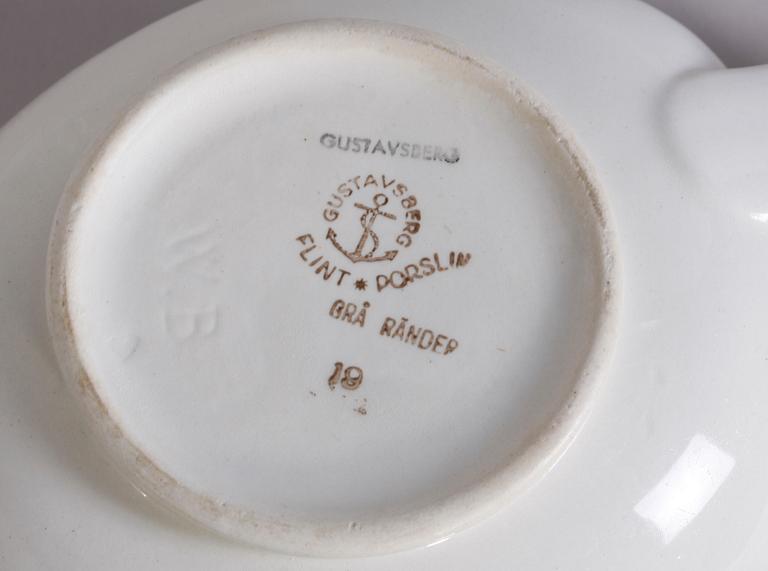 GUSTAVSBERG
GUSTAVSBERG
FLINT * PORSLIN
GRÅ RÄNDER
19
W.B